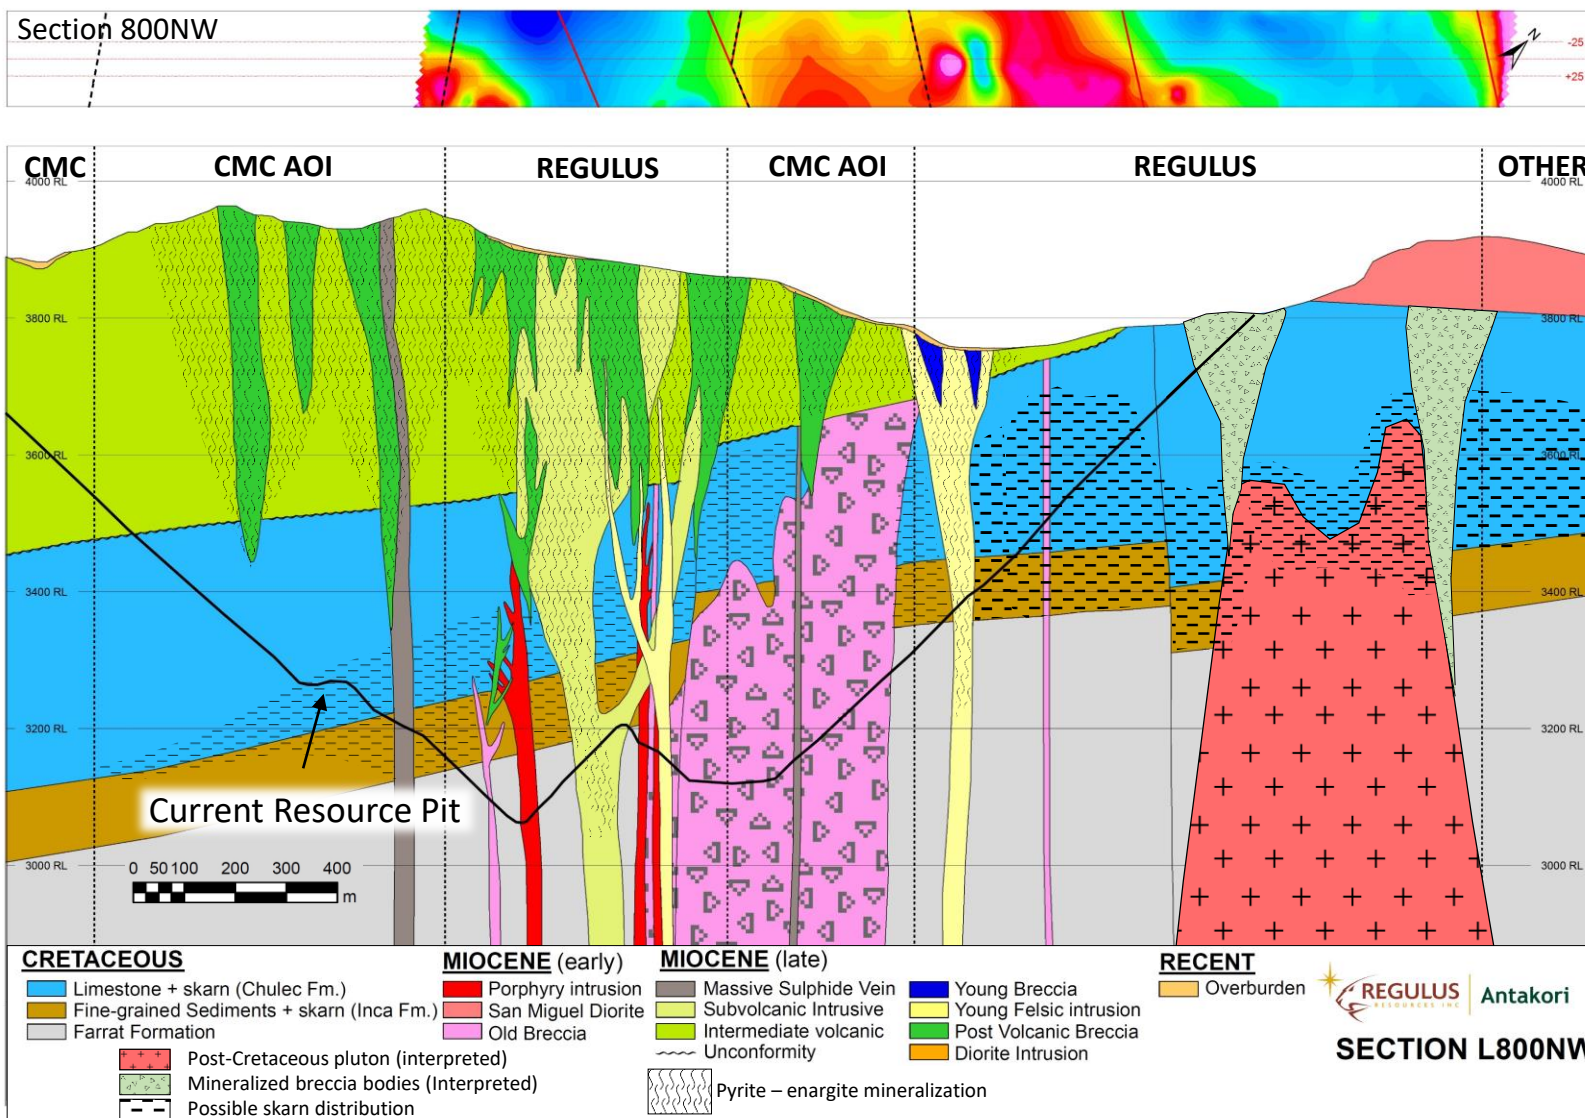 Section 800NW
N
-25
+25
CMC
CMC AOI
REGULUS
CMC AOI
REGULUS
OTHER
4000 RL
4000 RL
3800 RL
3800 RL
3600 RL
3600 RL
3400 RL
3400 RL
3200 RL
3200 RL
Current Resource Pit
3000 RL
3000 RL
0 50 100 200 300 400
m
CRETACEOUS
Limestone + skarn (Chulec Fm.)
Fine-grained Sediments + skarn (Inca Fm.)
Farrat Formation
Post-Cretaceous pluton (interpreted)
Mineralized breccia bodies (Interpreted)
Possible skarn distribution
MIOCENE (early)
Porphyry intrusion
San Miguel Diorite
Old Breccia
MIOCENE (late)
Massive Sulphide Vein
Subvolcanic Intrusive
Intermediate volcanic
Unconformity
Pyrite – enargite mineralization
Young Breccia
Young Felsic intrusion
Post Volcanic Breccia
Diorite Intrusion
RECENT
Overburden
REGULUS
RESOURCES INC
Antakori
SECTION L800NW